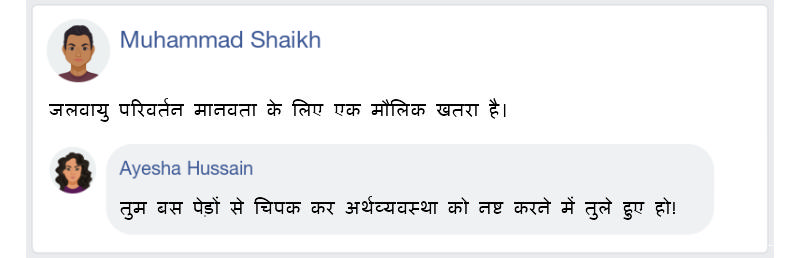 Muhammad Shaikh
जलवायु परिवर्तन मानवता के लिए एक मौलिक खतरा है।
Ayesha Hussain
तुम बस पेड़ों से चिपक कर अर्थव्यवस्था को नष्ट करने में तुले हुए हो!